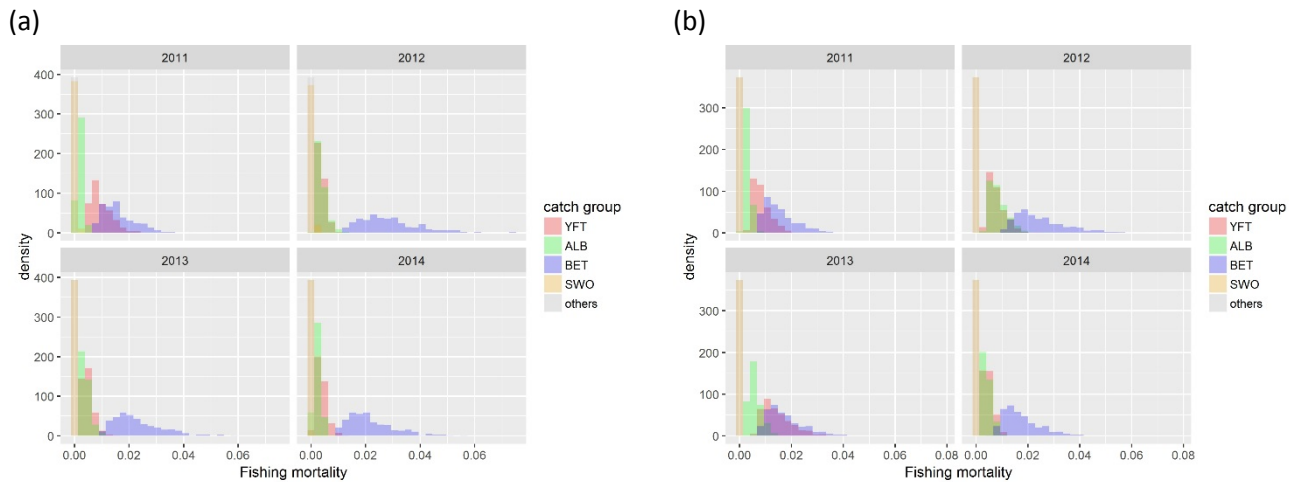 (a)
2011 2012
400
300
200
100
0
2013 2014
400
300
200
100
0
density
0.00 0.02 0.04 0.06 0.00 0.02 0.04 0.06
Fishing mortality
catch group
YFT
ALB
BET
SWO
others
(b)
2011 2012
300
200
100
0
2013 2014
300
200
100
0
density
0.00 0.02 0.04 0.06 0.08 0.00 0.02 0.04 0.06 0.08
Fishing mortality
catch group
YFT
ALB
BET
SWO
others